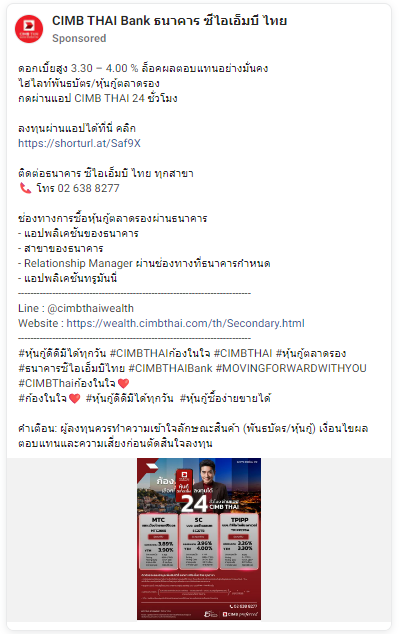 CIMB THAI Bank ธนาคาร ซีไอเอ็มบี ไทย
Sponsored
ดอกเบี้ยสูง 3.30 – 4.00 % ล็อคผลตอบแทนอย่างมั่นคง
ไฮไลท์พันธบัตร/หุ้นกู้ตลาดรอง
กดผ่านแอป CIMB THAI 24 ชั่วโมง
ลงทุนผ่านแอปได้ที่นี่ คลิก
https://shorturl.at/Saf9X
ติดต่อธนาคาร ซีไอเอ็มบี ไทย ทุกสาขา
📞 โทร 02 638 8277
ช่องทางการซื้อหุ้นกู้ตลาดรองผ่านธนาคาร
- แอปพลิเคชันของธนาคาร
- สาขาของธนาคาร
- Relationship Manager ผ่านช่องทางที่ธนาคารกำหนด
- แอปพลิเคชันทรูมันนี่
Line : @cimbthaiwealth
Website : https://wealth.cimbthai.com/th/Secondary.html
#หุ้นกู้ดีดีมีได้ทุกวัน #CIMBTHAIก้องในใจ #CIMBTHAI #หุ้นกู้ตลาดรอง
#ธนาคารซีไอเอ็มบีไทย #CIMBTHAIBank #MOVINGFORWARDWITHYOU
#CIMBThaiก้องในใจ❤️
#ก้องในใจ❤️ #หุ้นกู้ดีดีมีได้ทุกวัน #หุ้นกู้ซื้อง่ายขายได้
คำเตือน: ผู้ลงทุนควรทำความเข้าใจลักษณะสินค้า (พันธบัตร/หุ้นกู้) เงื่อนไขผล
ตอบแทนและความเสี่ยงก่อนตัดสินใจลงทุน
24
CIMB THAI
MTC SC TPIPP
3.89% 3.96% 3.26%
3.90% 4.00% 3.30%
02 638 8277
CIMB preferred